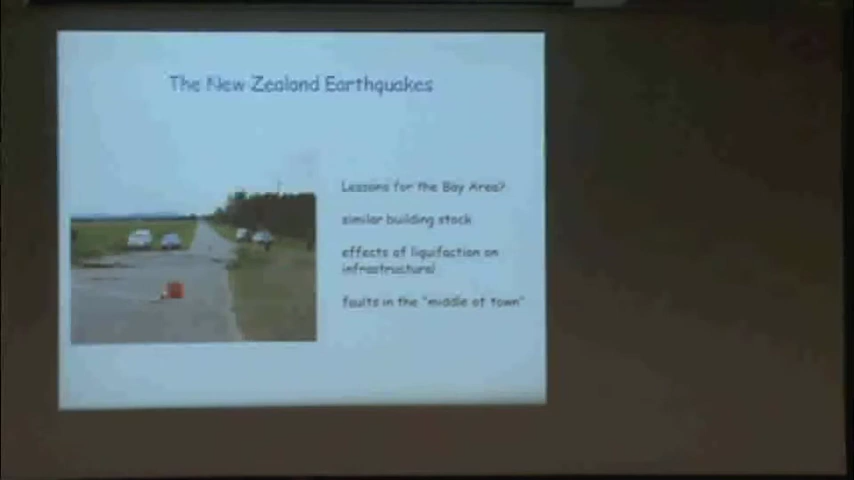 The New Zealand Earthquakes
Lessons for the Bay Area?
similar building stock
effects of liquifaction on
infrastructural
faults in the "middle of town"